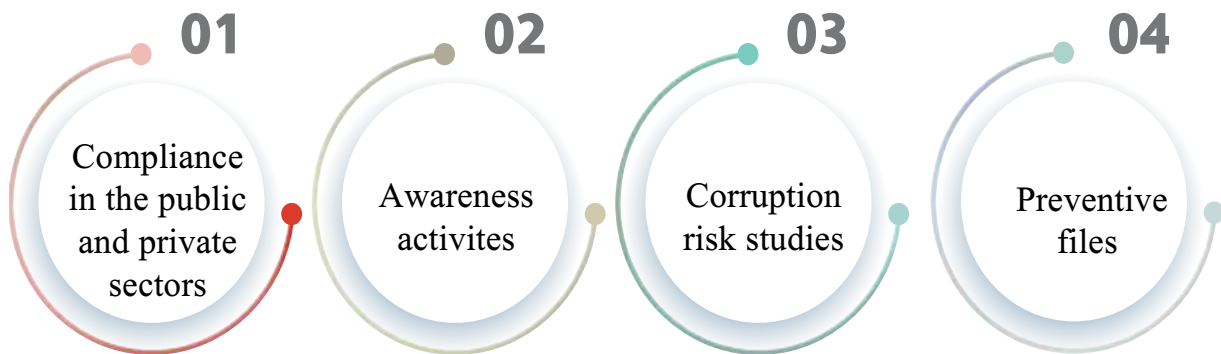 01
Compliance
in the public
and private
sectors
02
Awareness
activites
03
Corruption
risk studies
04
Preventive
files